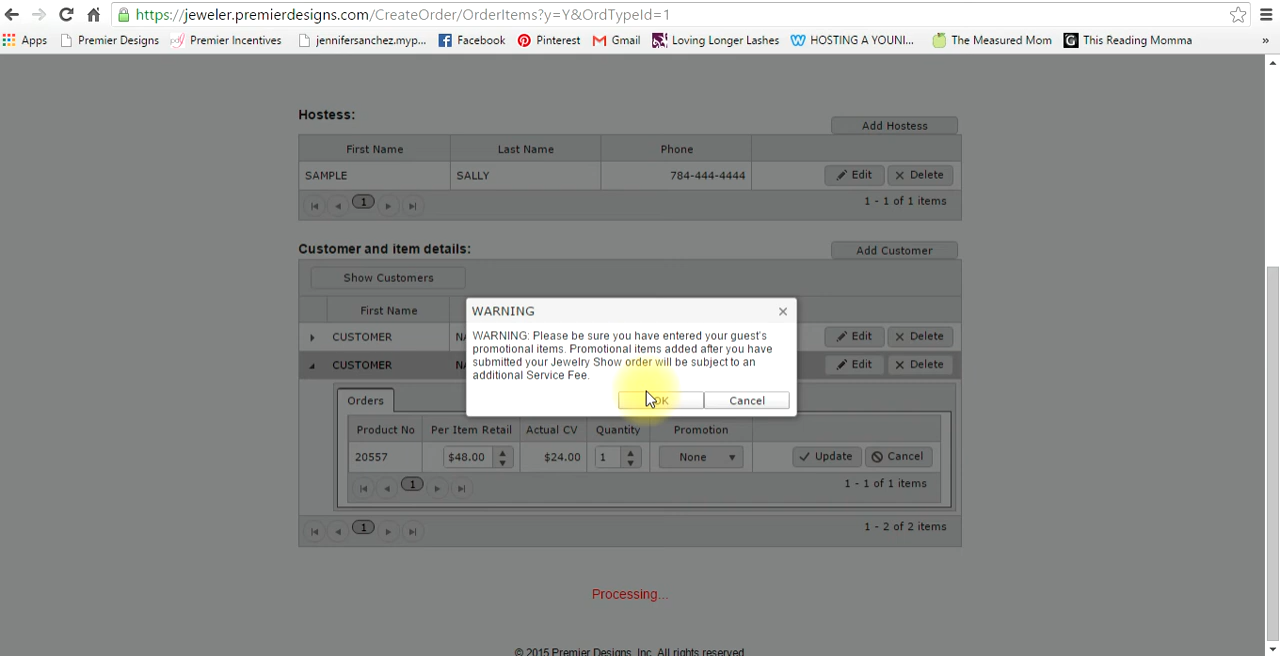 https://jeweler.premierdesigns.com/CreateOrder/OrderItems?y=Y&OrdTypeId=1
Apps Premier Designs Premier Incentives jennifersanchez.myp... Facebook Pinterest Gmail Loving Longer Lashes HOSTING A YOUNI... The Measured Mom This Reading Momma »
Hostess:
Add Hostess
First Name Last Name Phone
SAMPLE SALLY 784-444-4444 Edit Delete
1 1 - 1 of 1 items
Customer and item details:
Add Customer
Show Customers
First Name
CUSTOMER Edit Delete
CUSTOMER Edit Delete
WARNING
WARNING: Please be sure you have entered your guest's
promotional items. Promotional items added after you have
submitted your Jewelry Show order will be subject to an
additional Service Fee.
OK Cancel
Orders
Product No Per Item Retail Actual CV Quantity Promotion
20557 $48.00 $24.00 1 None Update Cancel
1 1 - 1 of 1 items
1 1 - 2 of 2 items
Processing...
© 2015 Premier Designs, Inc. All rights reserved